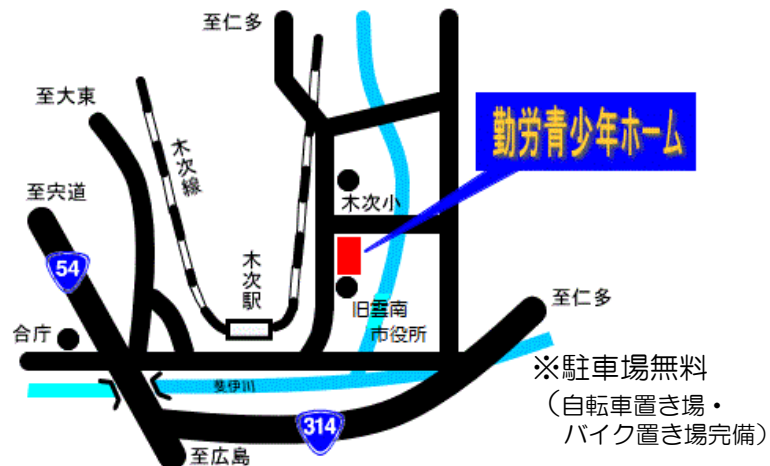 至仁多
至大東
勤労青少年ホーム
木次線
木次小
至宍道
54
木次駅
至仁多
旧雲南
市役所
合庁
斐伊川
※駐車場無料
（自転車置き場・
バイク置き場完備）
314
至広島